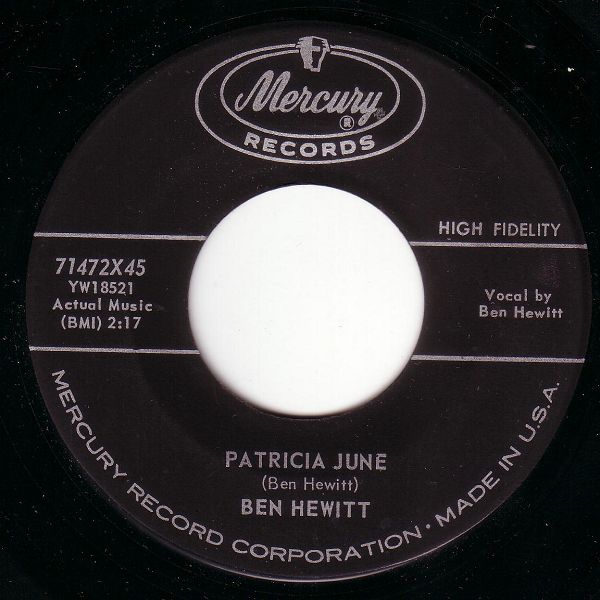 Mercury
®
RECORDS
HIGH FIDELITY
71472X45
YW18521
Actual Music
(BMI) 2:17
Vocal by
Ben Hewitt
PATRICIA JUNE
(Ben Hewitt)
BEN HEWITT
MERCURY RECORD CORPORATION • MADE IN U.S.A.